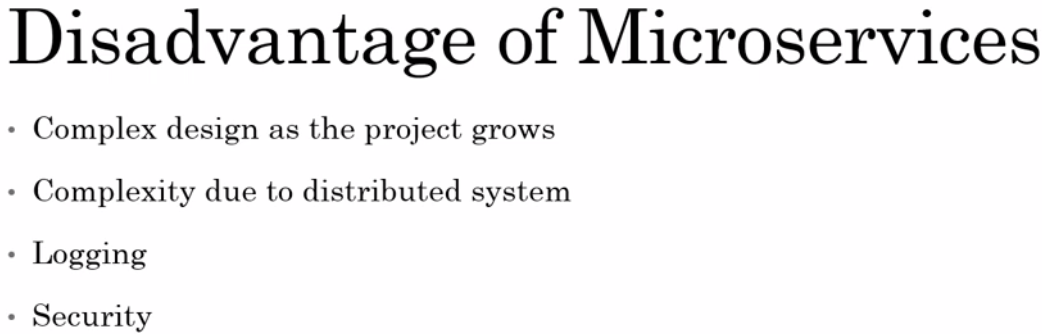 Disadvantage of Microservices
• Complex design as the project grows
• Complexity due to distributed system
• Logging
• Security